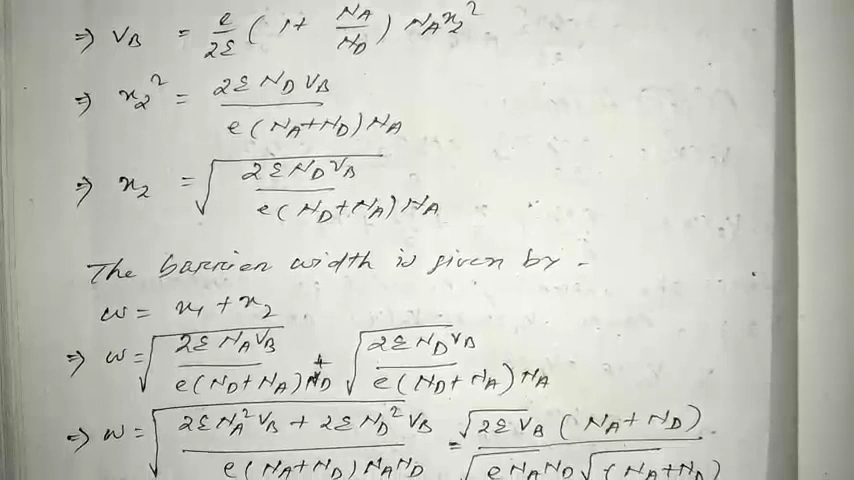 ⇒ V_B = e/2ε (1 + N_A/N_D) N_A x_2^2
⇒ x_2^2 = 2ε N_D V_B / e(N_A+N_D) N_A
⇒ x_2 = √(2ε N_D V_B / e(N_D+N_A) N_A)
The barrier width is given by -
w = x_1 + x_2
⇒ w = √(2ε N_A V_B / e(N_D+N_A) N_D) + √(2ε N_D V_B / e(N_D+N_A) N_A)
⇒ w = √(2ε N_A^2 V_B + 2ε N_D^2 V_B / e(N_A+N_D) N_A N_D) = √2ε V_B (N_A+N_D) / √e N_A N_D √(N_A+N_D)